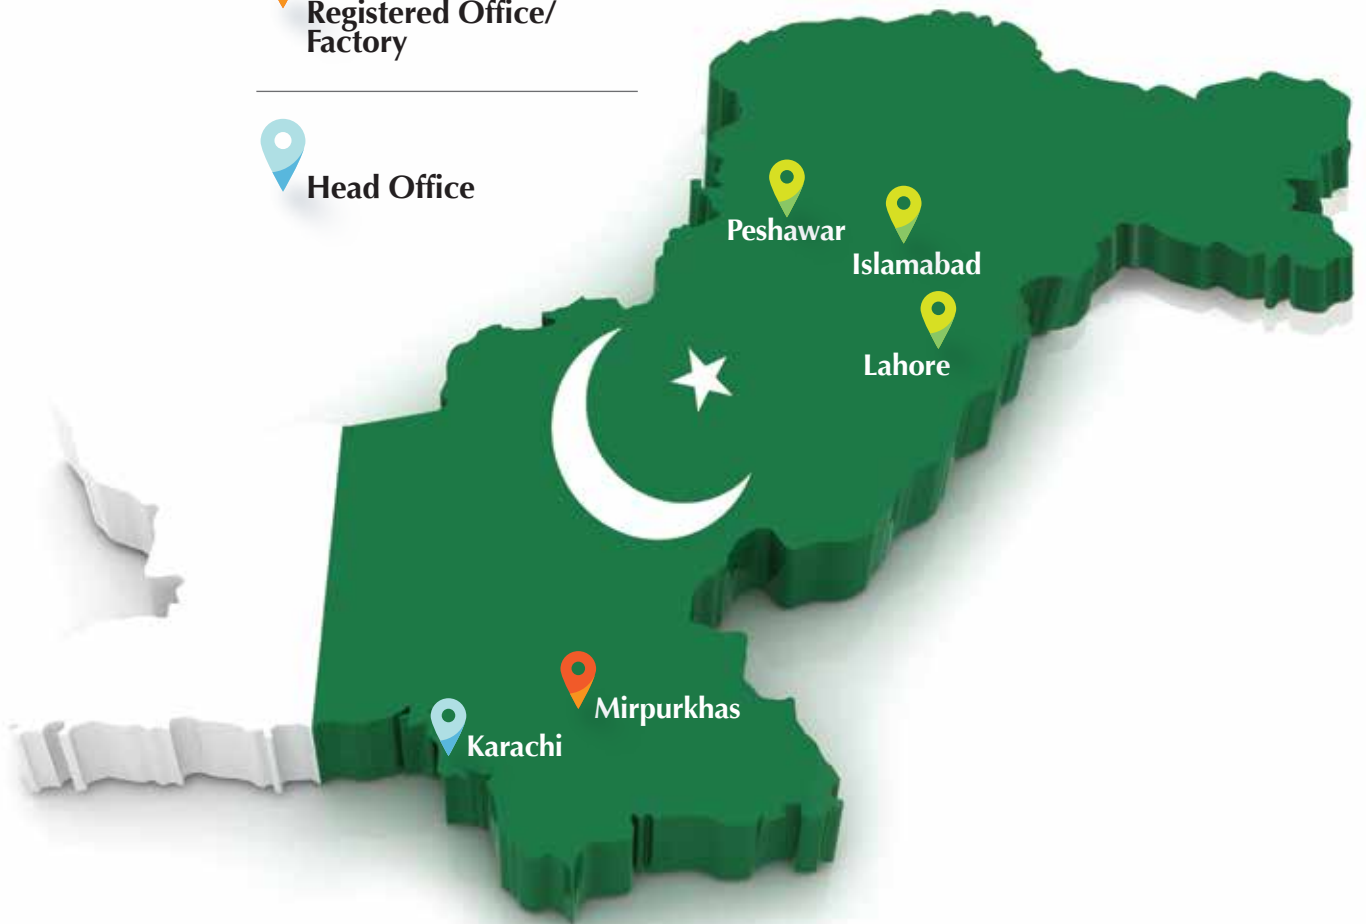 Registered Office/
Factory
Head Office
Peshawar
Islamabad
Lahore
Mirpurkhas
Karachi